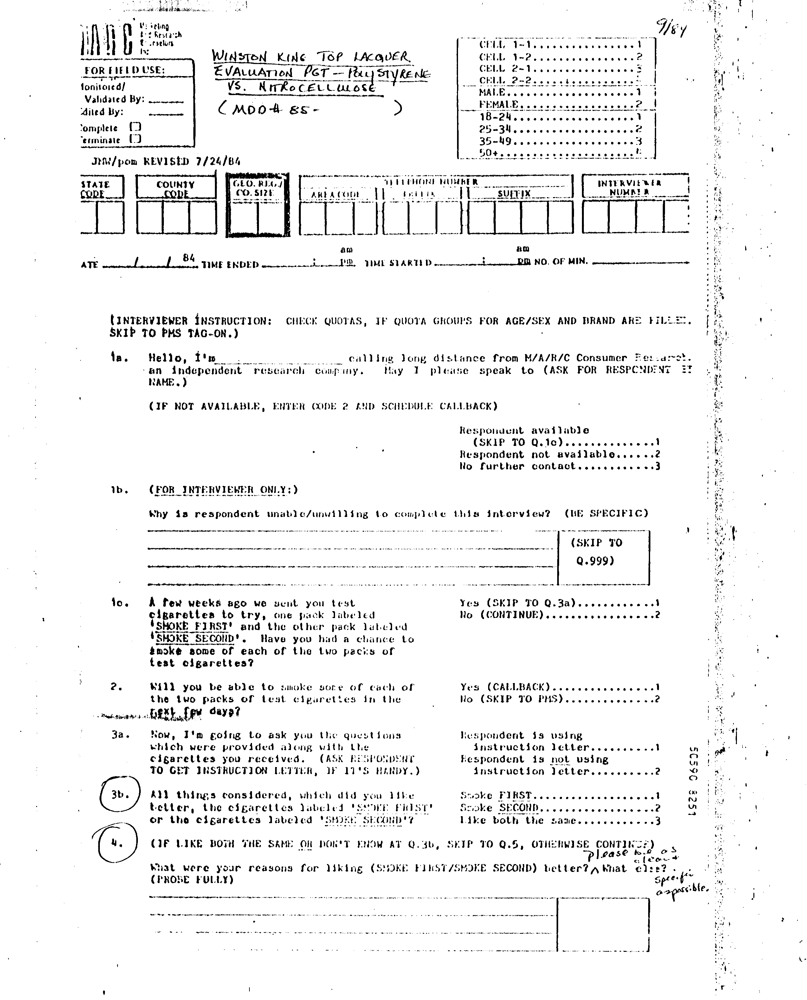 9/84
MARC
Marketing
And Research
Counselors
Inc
WINSTON KING TOP LACQUER
EVALUATION PGT - POLYSTYRENE
VS. NITROCELLULOSE
(MDD# 85-          )
FOR FIELD USE:
Monitored/
Validated By: ______
Edited By: ______
Complete [ ]
Terminate [ ]
CELL 1-1.................1
CELL 1-2.................2
CELL 2-1.................3
CELL 2-2.................
MALE.....................1
FEMALE...................2
18-24....................1
25-34....................2
35-49....................3
50+......................
JHW/pom REVISED 7/24/84
STATE CODE
COUNTY CODE
GEO. REG./ CO. SIZE
TELEPHONE NUMBER
AREA CODE
PREFIX
SUFFIX
INTERVIEWER NUMBER
ATE ____/____/ 84 TIME ENDED ________:____ am pm TIME STARTED ________:____ am pm NO. OF MIN. ________
(INTERVIEWER INSTRUCTION: CHECK QUOTAS, IF QUOTA GROUPS FOR AGE/SEX AND BRAND ARE FILLED.
SKIP TO PMS TAG-ON.)
1a. Hello, I'm____________________ calling long distance from M/A/R/C Consumer Research.
an independent research company. May I please speak to (ASK FOR RESPONDENT BY
NAME.)
(IF NOT AVAILABLE, ENTER CODE 2 AND SCHEDULE CALLBACK)
Respondent available
(SKIP TO Q.1c)..............1
Respondent not available......2
No further contact............3
1b. (FOR INTERVIEWER ONLY:)
Why is respondent unable/unwilling to complete this interview? (BE SPECIFIC)
(SKIP TO
Q.999)
1c. A few weeks ago we sent you test
cigarettes to try, one pack labeled
'SMOKE FIRST' and the other pack labeled
'SMOKE SECOND'. Have you had a chance to
smoke some of each of the two packs of
test cigarettes?
Yes (SKIP TO Q.3a)............1
No (CONTINUE).................2
2. Will you be able to smoke some of each of
the two packs of test cigarettes in the
next few days?
Yes (CALLBACK)................1
No (SKIP TO PMS)..............2
3a. Now, I'm going to ask you the questions
which were provided along with the
cigarettes you received. (ASK RESPONDENT
TO GET INSTRUCTION LETTER, IF IT'S HANDY.)
Respondent is using
instruction letter..........1
Respondent is not using
instruction letter..........2
3b. All things considered, which did you like
better, the cigarettes labeled 'SMOKE FIRST'
or the cigarettes labeled 'SMOKE SECOND'?
Smoke FIRST...................1
Smoke SECOND..................2
Like both the same............3
4. (IF LIKE BOTH THE SAME OR DON'T KNOW AT Q.3b, SKIP TO Q.5, OTHERWISE CONTINUE)
please be as
clear +
What were your reasons for liking (SMOKE FIRST/SMOKE SECOND) better? ^ What else?
specific
as possible.
(PROBE FULLY)
50590 8251